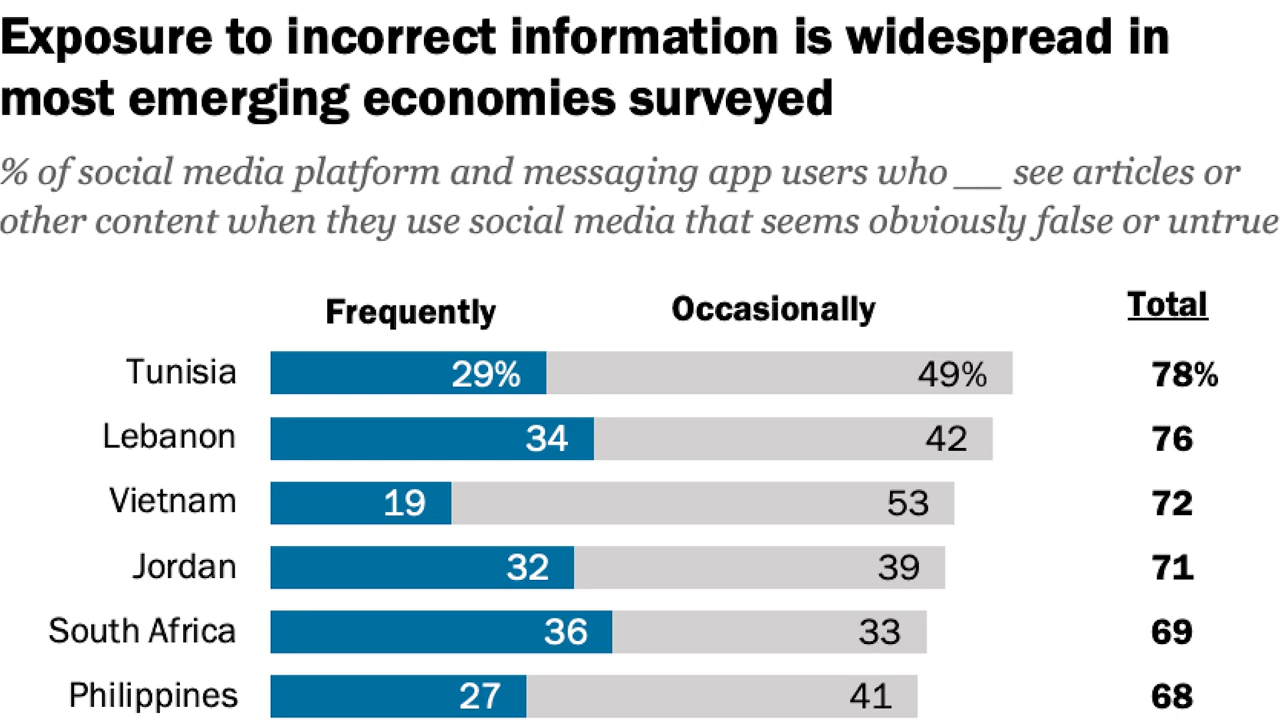 Exposure to incorrect information is widespread in
most emerging economies surveyed
% of social media platform and messaging app users who __ see articles or
other content when they use social media that seems obviously false or untrue
Frequently Occasionally Total
Tunisia 29% 49% 78%
Lebanon 34 42 76
Vietnam 19 53 72
Jordan 32 39 71
South Africa 36 33 69
Philippines 27 41 68